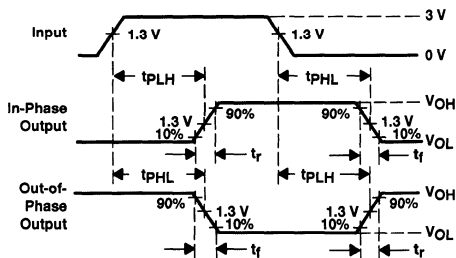 3 V
Input
1.3 V
1.3 V
0 V
tPLH
tPHL
In-Phase
Output
90%
90%
VOH
1.3 V
1.3 V
10%
10%
VOL
tr
tf
tPHL
tPLH
Out-of-
Phase
Output
90%
90%
VOH
1.3 V
1.3 V
10%
10%
VOL
tf
tr